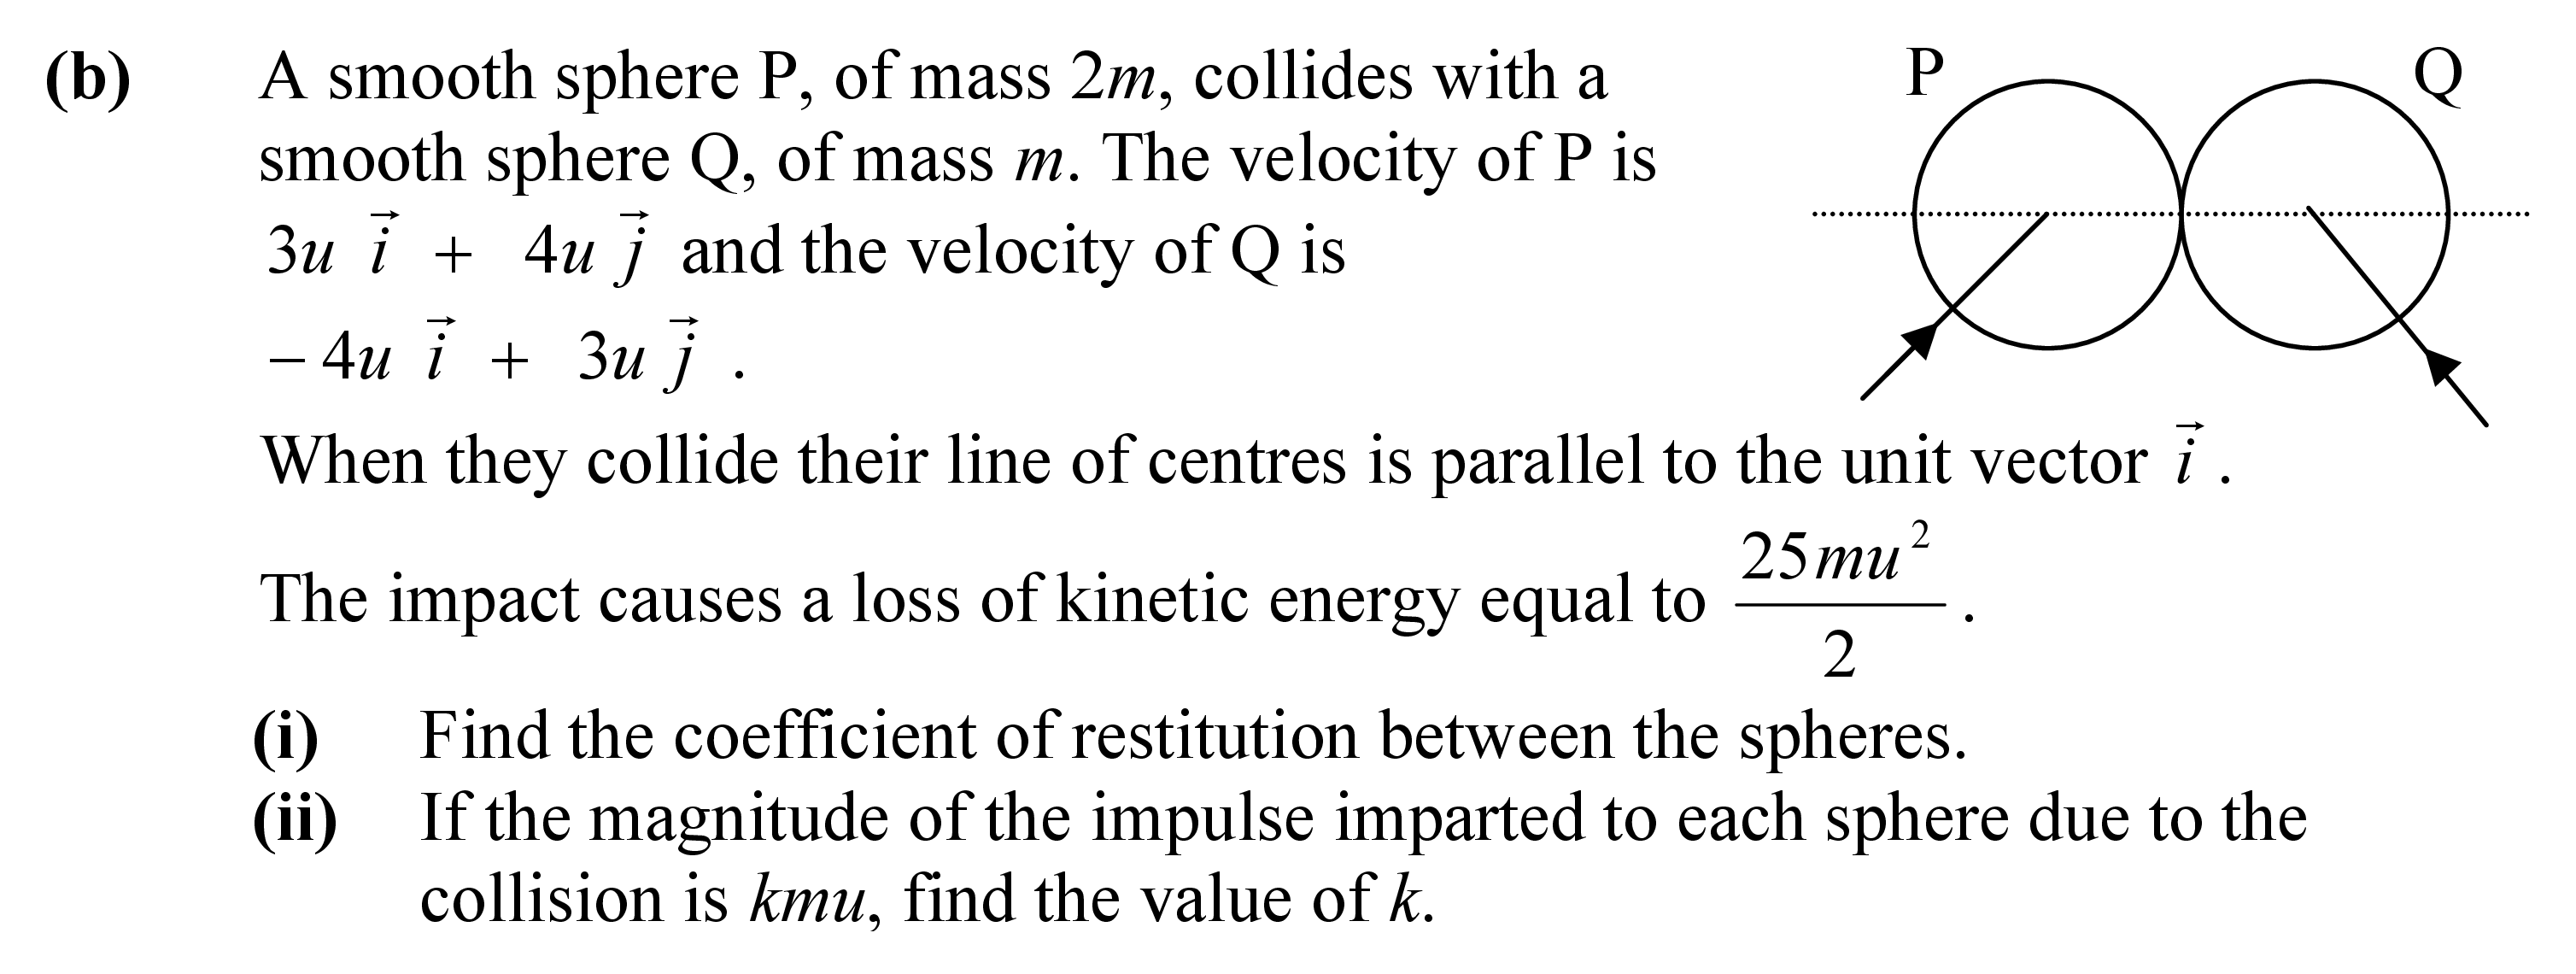 (b) A smooth sphere P, of mass 2m, collides with a
P Q
smooth sphere Q, of mass m. The velocity of P is
3u \vec{i} + 4u \vec{j} and the velocity of Q is
– 4u \vec{i} + 3u \vec{j} .
When they collide their line of centres is parallel to the unit vector \vec{i} .
The impact causes a loss of kinetic energy equal to \frac{25mu^2}{2} .
(i) Find the coefficient of restitution between the spheres.
(ii) If the magnitude of the impulse imparted to each sphere due to the
collision is kmu, find the value of k.